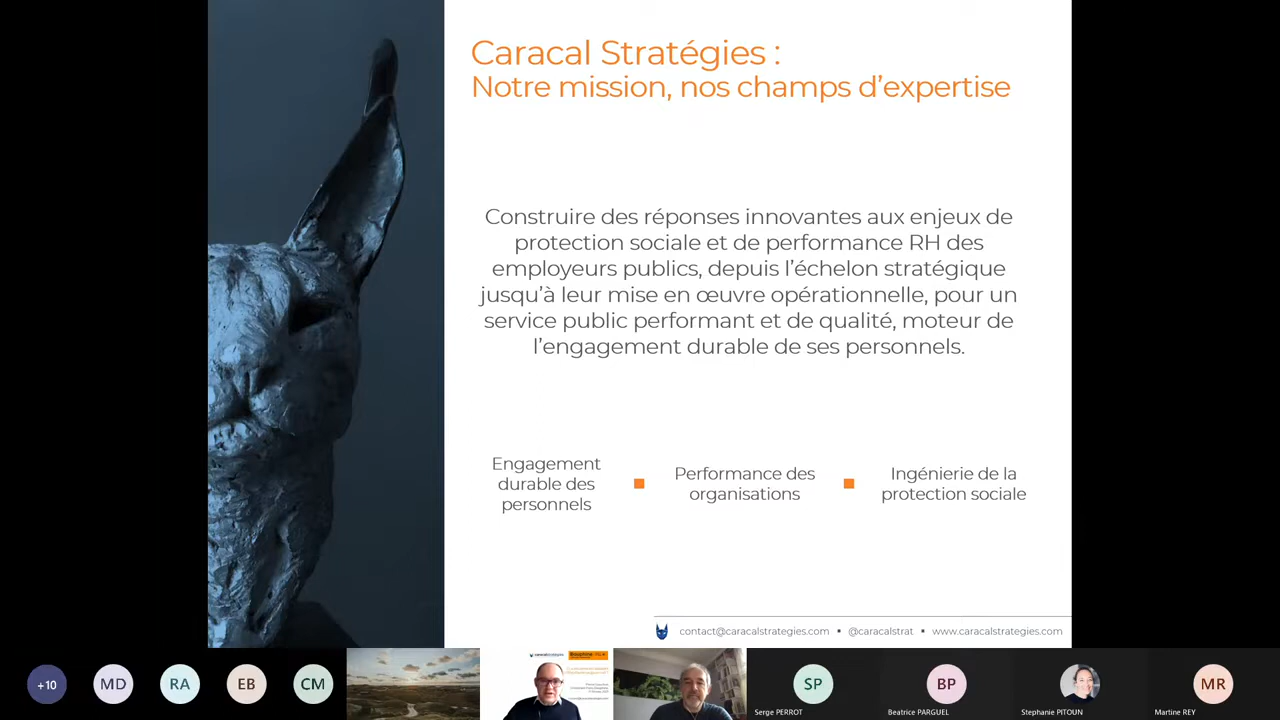 Caracal Stratégies :
Notre mission, nos champs d’expertise
Construire des réponses innovantes aux enjeux de
protection sociale et de performance RH des
employeurs publics, depuis l’échelon stratégique
jusqu’à leur mise en œuvre opérationnelle, pour un
service public performant et de qualité, moteur de
l’engagement durable de ses personnels.
Engagement
durable des
personnels
Performance des
organisations
Ingénierie de la
protection sociale
contact@caracalstrategies.com ▪ @caracalstrat ▪ www.caracalstrategies.com
+10
MD
RA
EB
CM
SP
Serge PERROT
BP
Beatrice PARGUEL
Stephanie PITOUN
MR
Martine REY